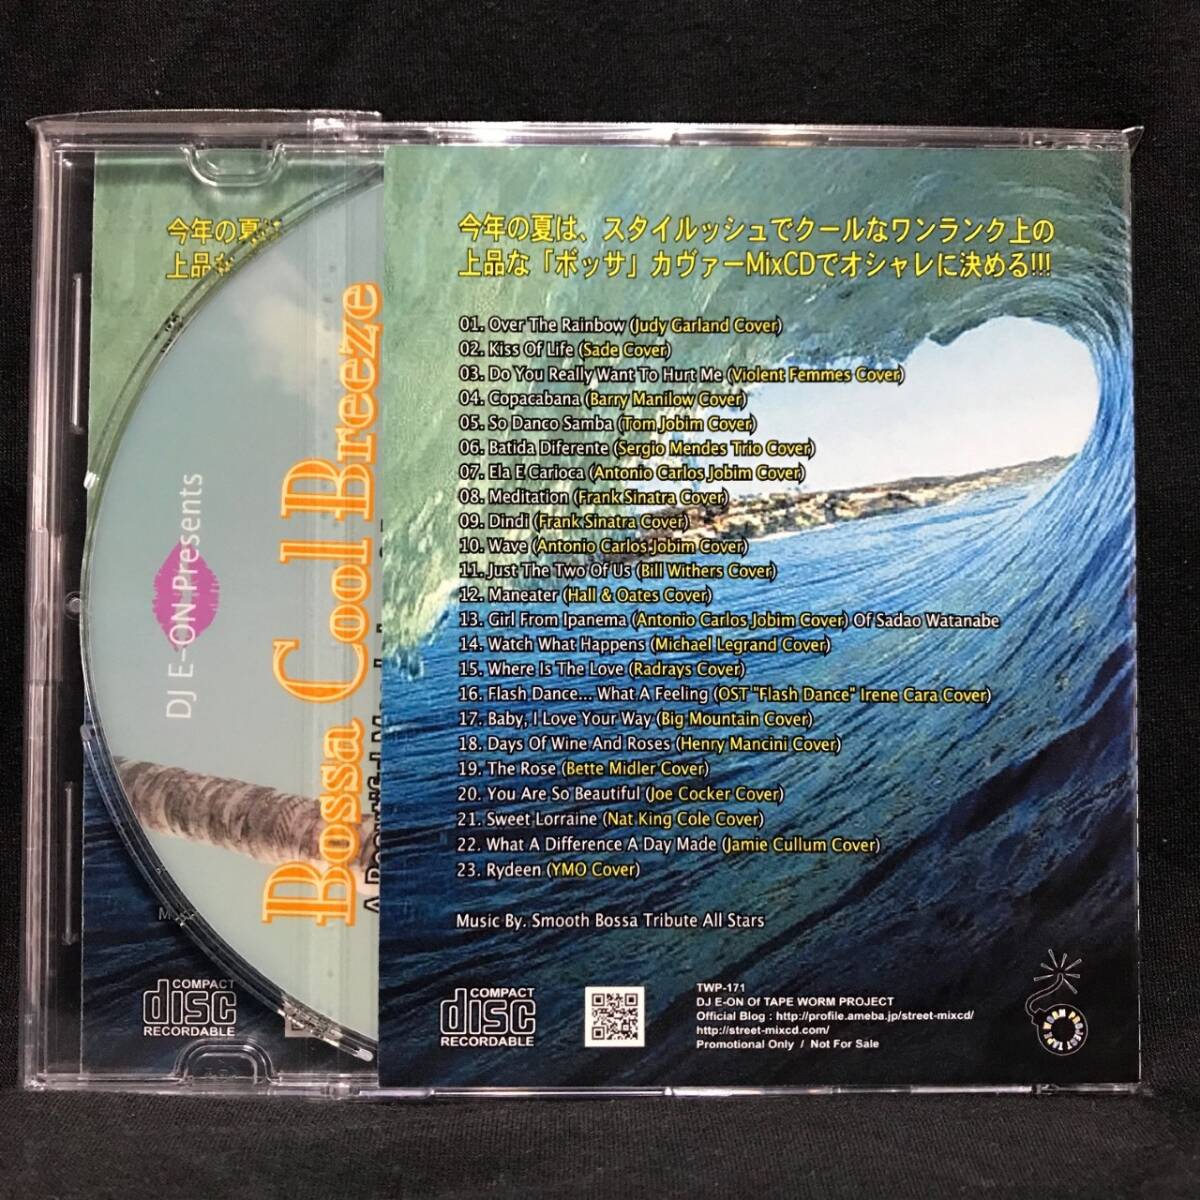 今年の夏は、スタイルッシュでクールなワンランク上の
上品な「ボッサ」カヴァーMixCDでオシャレに決める!!!
01. Over The Rainbow (Judy Garland Cover)
02. Kiss Of Life (Sade Cover)
03. Do You Really Want To Hurt Me (Violent Femmes Cover)
04. Copacabana (Barry Manilow Cover)
05. So Danco Samba (Tom Jobim Cover)
06. Batida Diferente (Sergio Mendes Trio Cover)
07. Ela E Carioca (Antonio Carlos Jobim Cover)
08. Meditation (Frank Sinatra Cover)
09. Dindi (Frank Sinatra Cover)
10. Wave (Antonio Carlos Jobim Cover)
11. Just The Two Of Us (Bill Withers Cover)
12. Maneater (Hall & Oates Cover)
13. Girl From Ipanema (Antonio Carlos Jobim Cover) Of Sadao Watanabe
14. Watch What Happens (Michael Legrand Cover)
15. Where Is The Love (Radrays Cover)
16. Flash Dance... What A Feeling (OST "Flash Dance" Irene Cara Cover)
17. Baby, I Love Your Way (Big Mountain Cover)
18. Days Of Wine And Roses (Henry Mancini Cover)
19. The Rose (Bette Midler Cover)
20. You Are So Beautiful (Joe Cocker Cover)
21. Sweet Lorraine (Nat King Cole Cover)
22. What A Difference A Day Made (Jamie Cullum Cover)
23. Rydeen (YMO Cover)
Music By. Smooth Bossa Tribute All Stars
COMPACT
disc
RECORDABLE
TWP-171
DJ E-ON Of TAPE WORM PROJECT
Official Blog : http://profile.ameba.jp/street-mixcd/
http://street-mixcd.com/
Promotional Only / Not For Sale
TAPE WORM PROJECT
今年の夏は
上品な
DJ E-ON Presents
Bossa Cool Breeze
COMPACT
disc
RECORDABLE